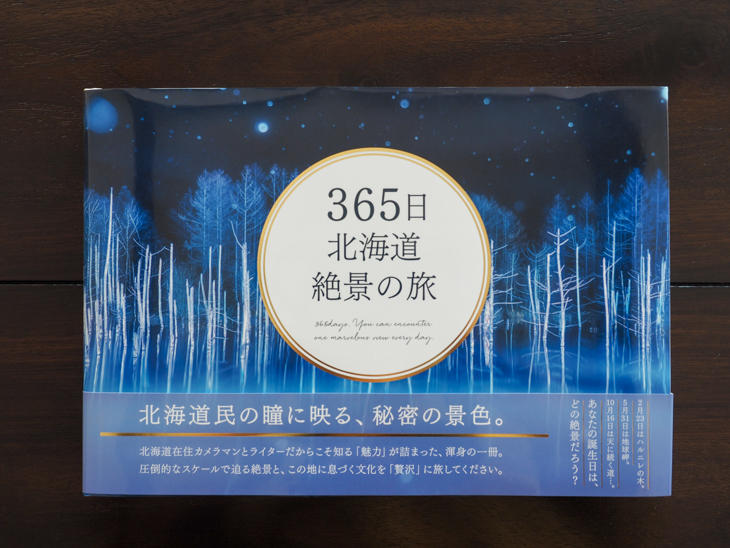 365日
北海道
絶景の旅
365days. You can encounter
one marvelous view every day.
北海道民の瞳に映る、秘密の景色。
北海道在住カメラマンとライターだからこそ知る「魅力」が詰まった、渾身の一冊。
圧倒的なスケールで迫る絶景と、この地に息づく文化を「贅沢」に旅してください。
2月23日はハルニレの木。
5月31日は地球岬。
10月16日は天に続く道…。
あなたの誕生日は、
どの絶景だろう？